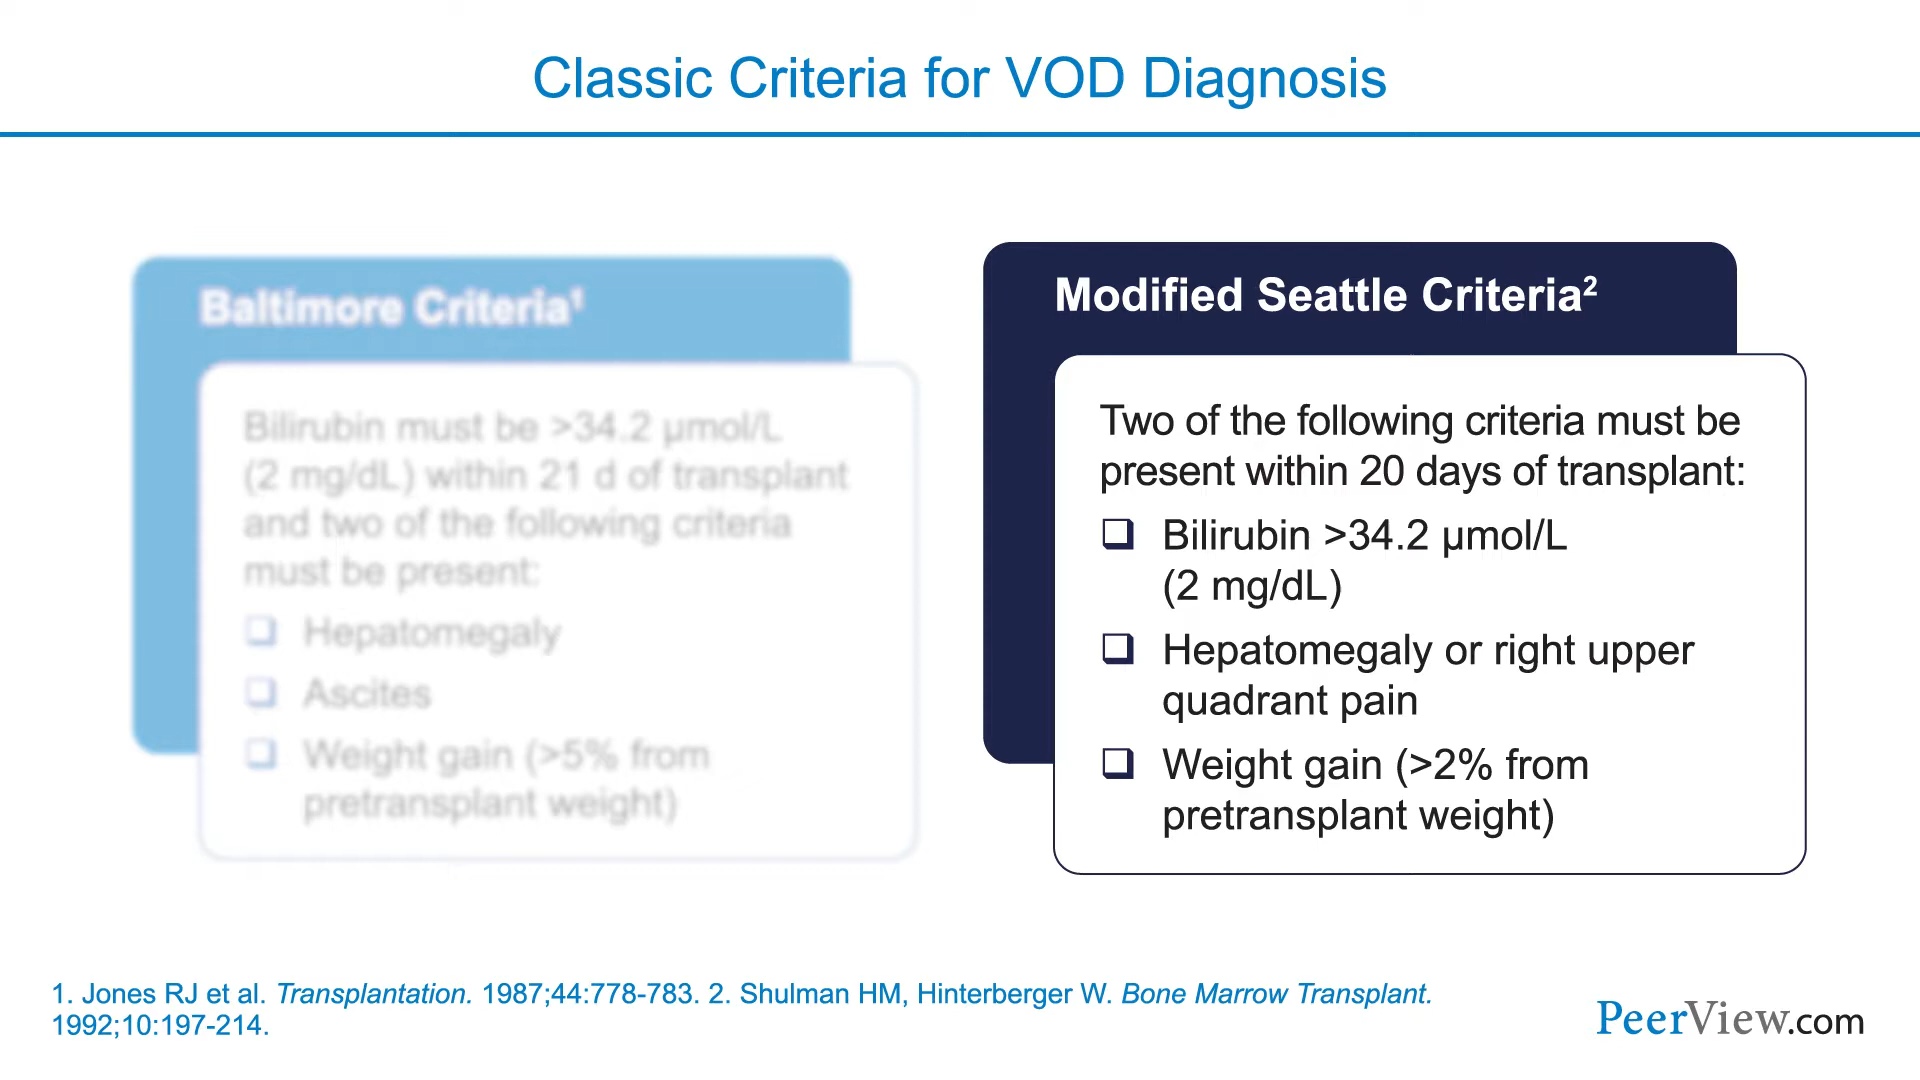 Classic Criteria for VOD Diagnosis
Baltimore Criteria¹
Bilirubin must be >34.2 µmol/L
(2 mg/dL) within 21 d of transplant
and two of the following criteria
must be present:
❑ Hepatomegaly
❑ Ascites
❑ Weight gain (>5% from
pretransplant weight)
Modified Seattle Criteria²
Two of the following criteria must be
present within 20 days of transplant:
❑ Bilirubin >34.2 µmol/L
(2 mg/dL)
❑ Hepatomegaly or right upper
quadrant pain
❑ Weight gain (>2% from
pretransplant weight)
1. Jones RJ et al. Transplantation. 1987;44:778-783. 2. Shulman HM, Hinterberger W. Bone Marrow Transplant.
1992;10:197-214.
PeerView.com